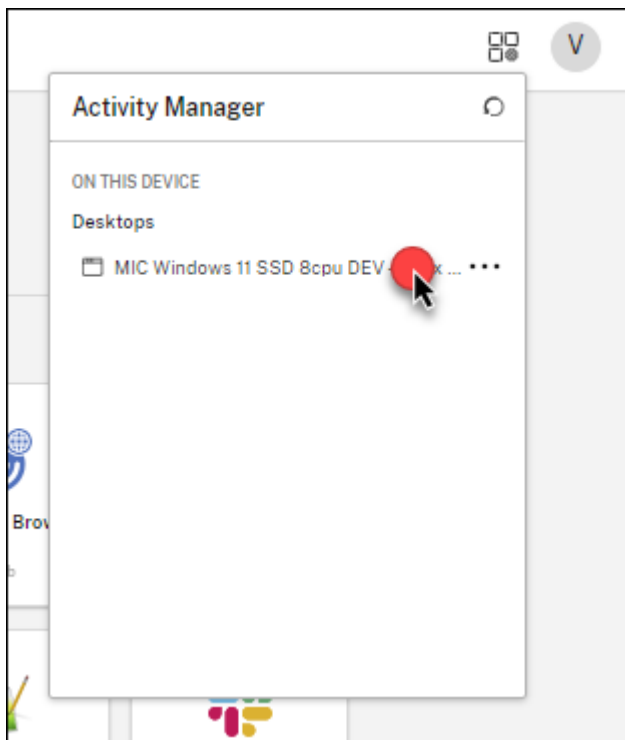 V
Activity Manager
ON THIS DEVICE
Desktops
MIC Windows 11 SSD 8cpu DEV - x ... •••
Brow
b